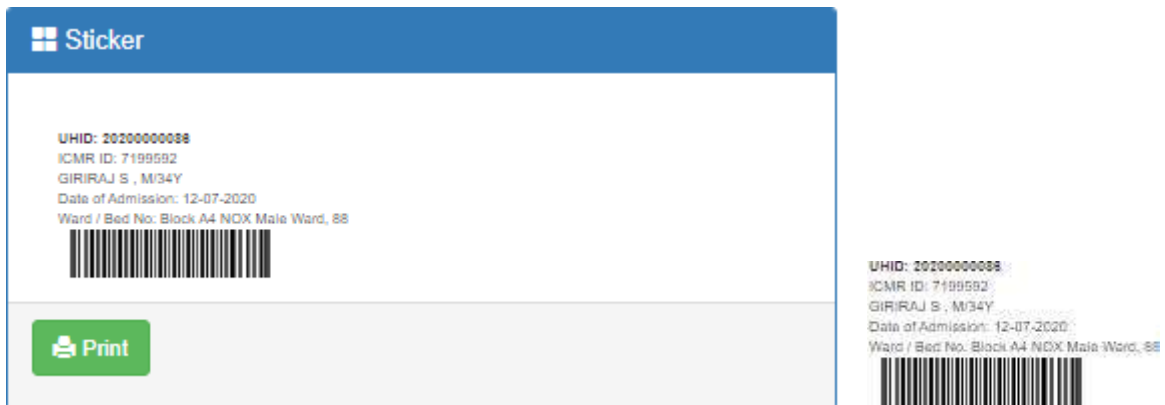 Sticker
UHID: 20200000086
ICMR ID: 7199592
GIRIRAJ S , M/34Y
Date of Admission: 12-07-2020
Ward / Bed No: Block A4 NOX Male Ward, 88
Print
UHID: 20200000086
ICMR ID: 7199592
GIRIRAJ S , M/34Y
Date of Admission: 12-07-2020
Ward / Bed No: Block A4 NOX Male Ward, 88